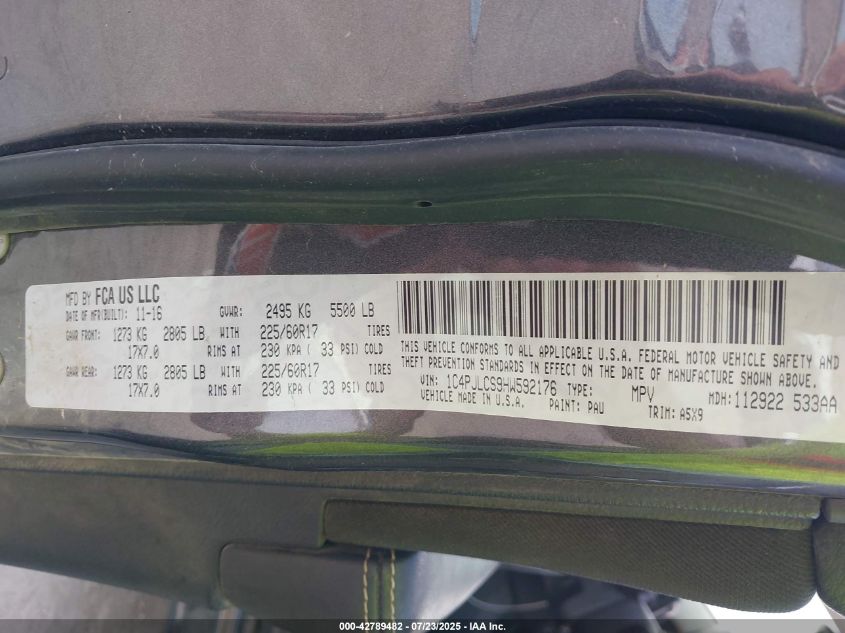 MFD BY FCA US LLC
DATE OF MFR(BUILT): 11-16 GVWR: 2495 KG 5500 LB
GAWR FRONT: 1273 KG 2805 LB WITH 225/60R17 TIRES
17X7.0 RIMS AT 230 KPA ( 33 PSI) COLD
GAWR REAR: 1273 KG 2805 LB WITH 225/60R17 TIRES
17X7.0 RIMS AT 230 KPA ( 33 PSI) COLD
THIS VEHICLE CONFORMS TO ALL APPLICABLE U.S.A. FEDERAL MOTOR VEHICLE SAFETY AND
THEFT PREVENTION STANDARDS IN EFFECT ON THE DATE OF MANUFACTURE SHOWN ABOVE.
VIN: 1C4PJLCS9HW592176 TYPE: MPV MDH: 112922 533AA
VEHICLE MADE IN U.S.A. PAINT: PAU TRIM: A5X9
000-42789482 - 07/23/2025 - IAA, Inc.